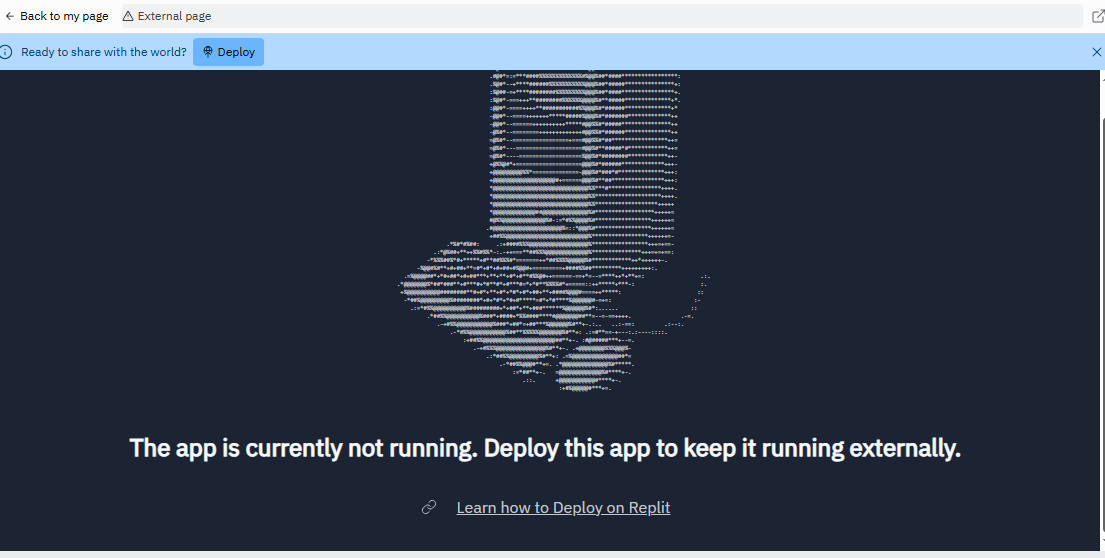 Back to my page
External page
Ready to share with the world?
Deploy
The app is currently not running. Deploy this app to keep it running externally.
Learn how to Deploy on Replit